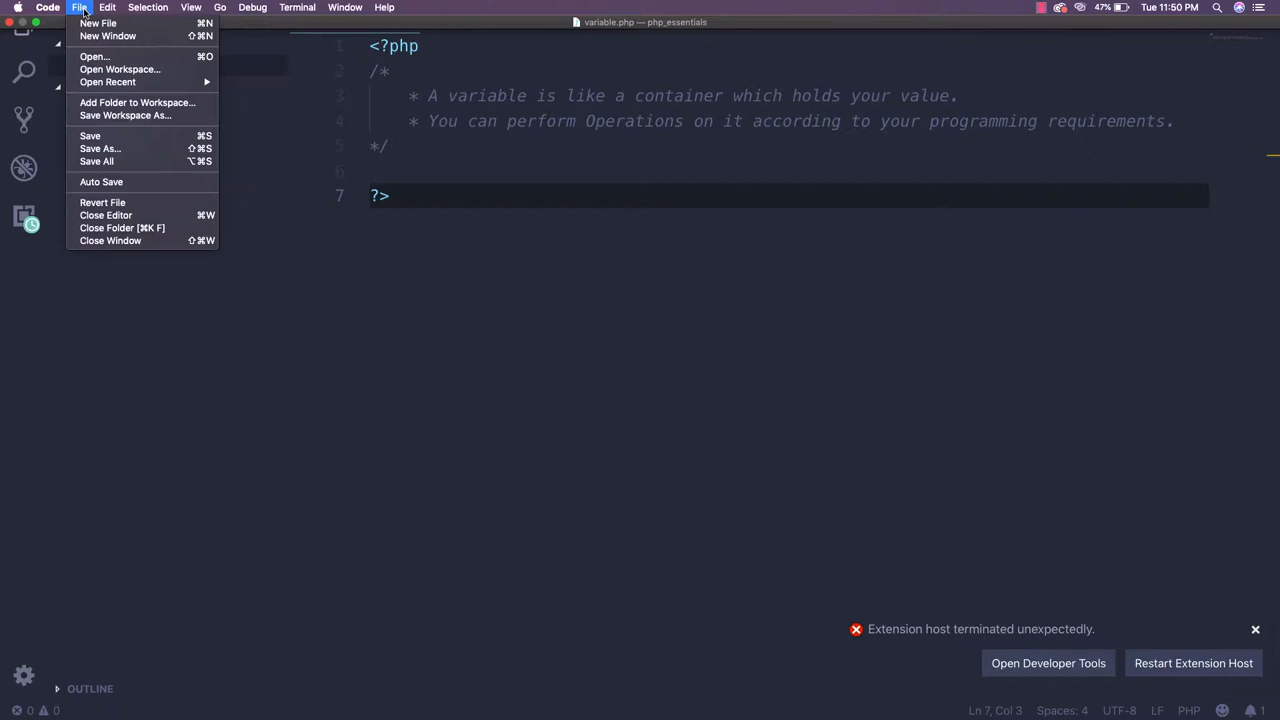 Code File Edit Selection View Go Debug Terminal Window Help 47% Tue 11:50 PM
variable.php — php_essentials
New File ⌘N
New Window ⇧⌘N
Open... ⌘O
Open Workspace...
Open Recent
Add Folder to Workspace...
Save Workspace As...
Save ⌘S
Save As... ⇧⌘S
Save All ⌥⌘S
Auto Save
Revert File
Close Editor ⌘W
Close Folder [⌘K F]
Close Window ⇧⌘W
1 <?php
2 /*
3 * A variable is like a container which holds your value.
4 * You can perform Operations on it according to your programming requirements.
5 */
6
7 ?>
Extension host terminated unexpectedly.
Open Developer Tools Restart Extension Host
OUTLINE
0 0 Ln 7, Col 3 Spaces: 4 UTF-8 LF PHP 1